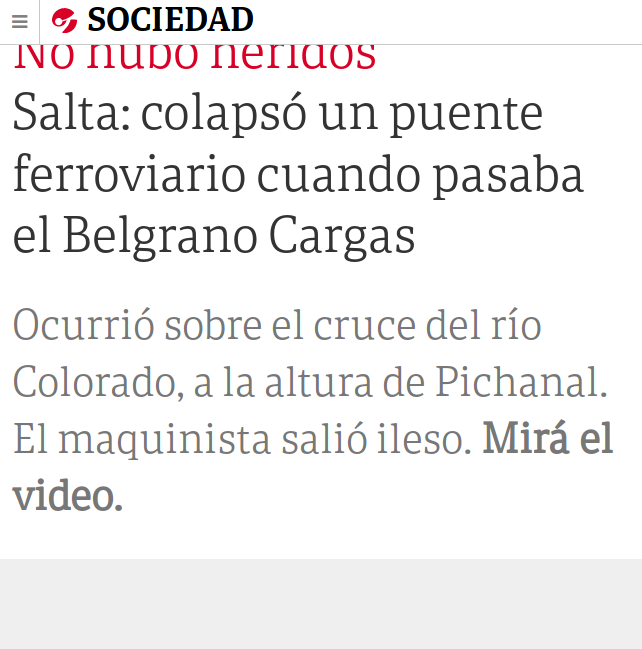 SOCIEDAD
No hubo heridos
Salta: colapsó un puente
ferroviario cuando pasaba
el Belgrano Cargas
Ocurrió sobre el cruce del río
Colorado, a la altura de Pichanal.
El maquinista salió ileso. Mirá el
video.